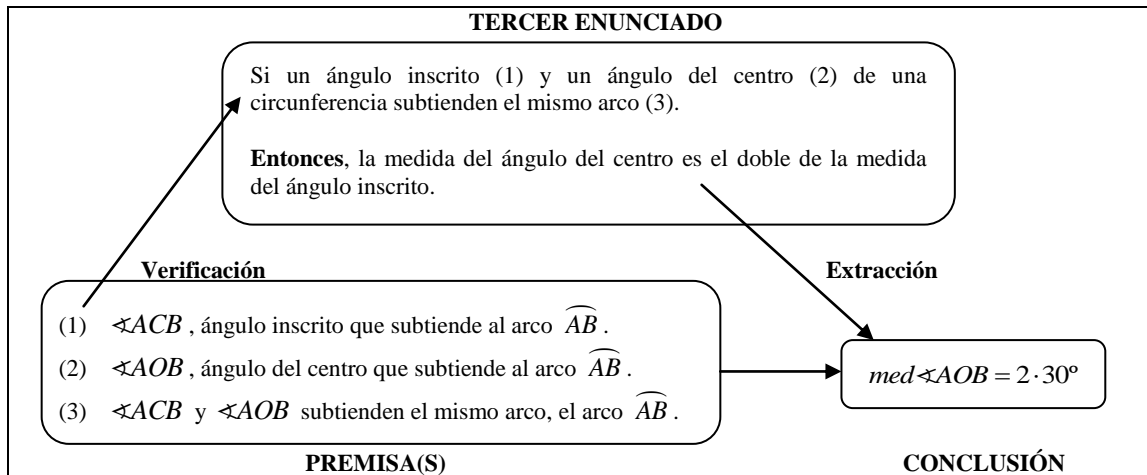 TERCER ENUNCIADO
Si un ángulo inscrito (1) y un ángulo del centro (2) de una
circunferencia subtienden el mismo arco (3).
Entonces, la medida del ángulo del centro es el doble de la medida
del ángulo inscrito.
Verificación
Extracción
(1) ∢ACB , ángulo inscrito que subtiende al arco \widehat{AB} .
(2) ∢AOB , ángulo del centro que subtiende al arco \widehat{AB} .
(3) ∢ACB y ∢AOB subtienden el mismo arco, el arco \widehat{AB} .
med∢AOB = 2·30º
PREMISA(S)
CONCLUSIÓN